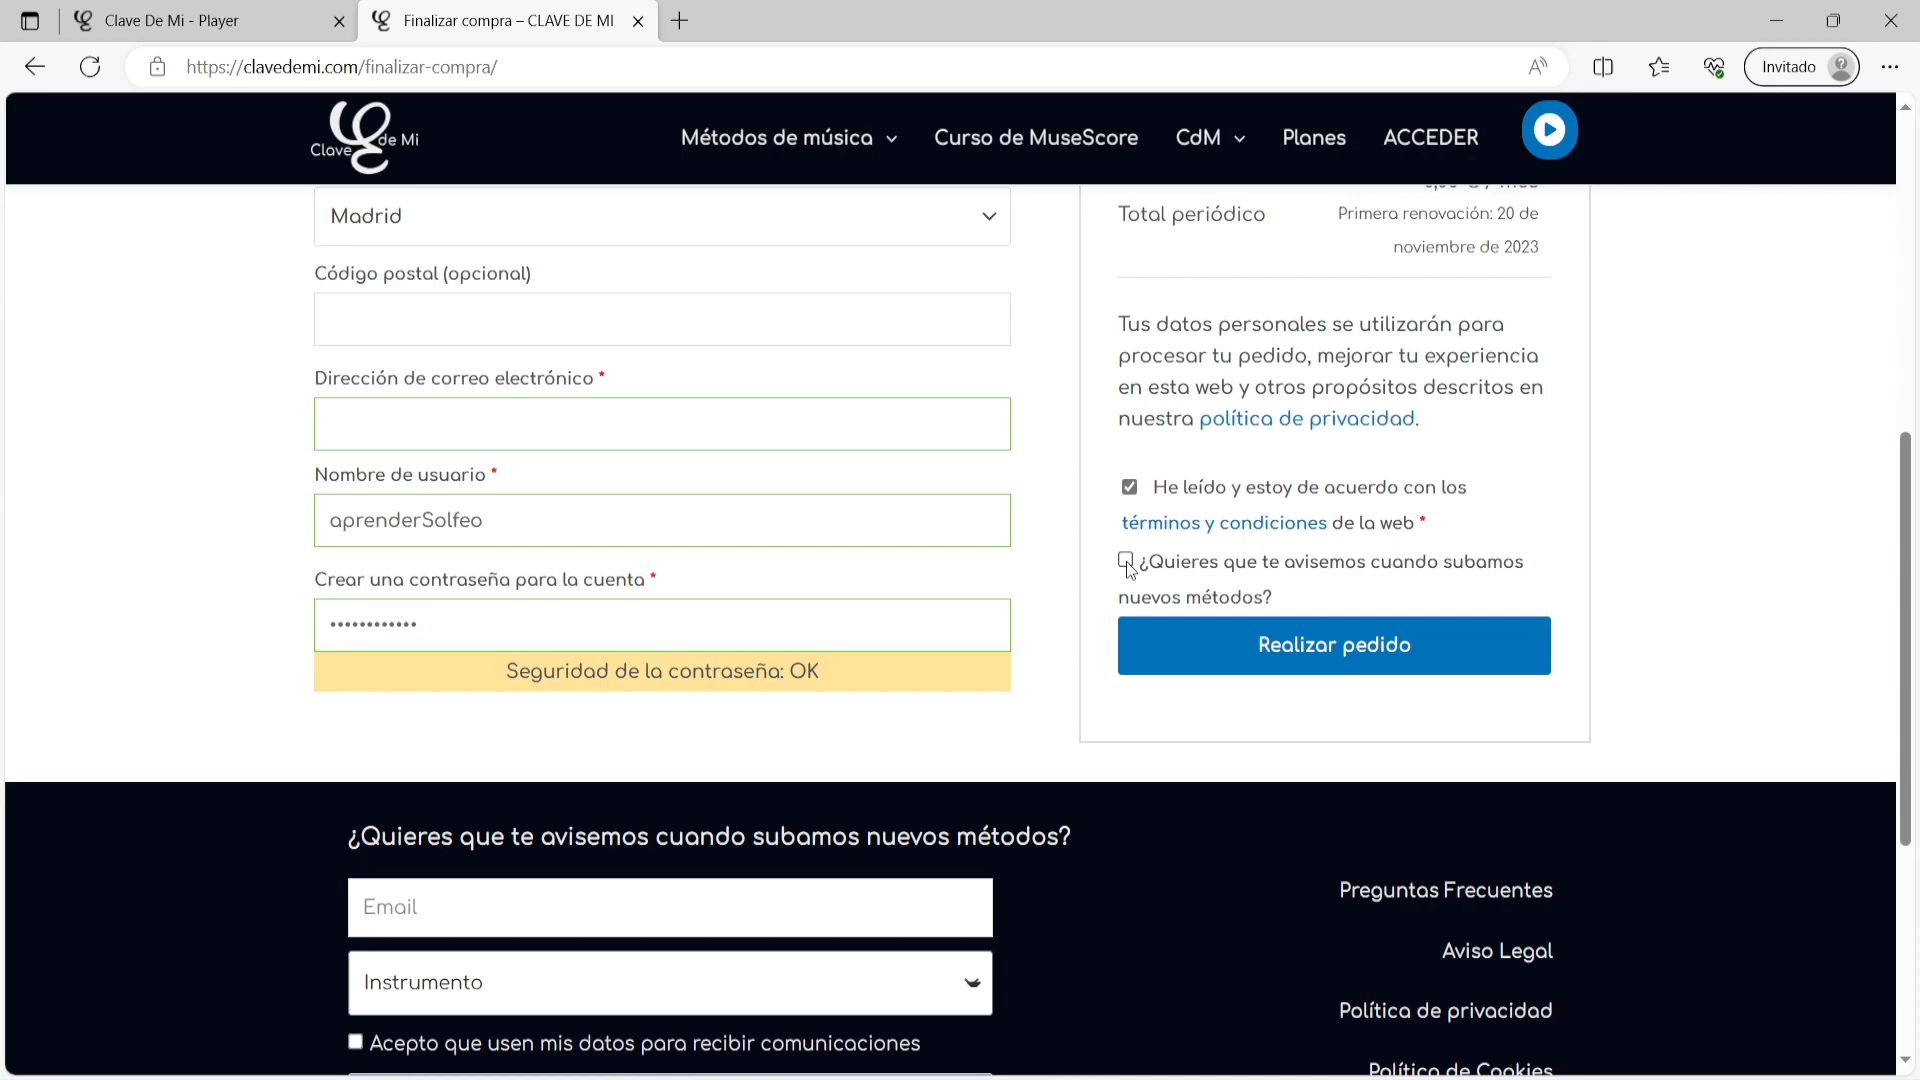 Clave De Mi - Player
Finalizar compra – CLAVE DE MI
https://clavedemi.com/finalizar-compra/
Invitado
Clave de Mi
Métodos de música
Curso de MuseScore
CdM
Planes
ACCEDER
Madrid
Código postal (opcional)
Dirección de correo electrónico *
Nombre de usuario *
aprenderSolfeo
Crear una contraseña para la cuenta *
••••••••••••
Seguridad de la contraseña: OK
Total periódico
Primera renovación: 20 de
noviembre de 2023
Tus datos personales se utilizarán para
procesar tu pedido, mejorar tu experiencia
en esta web y otros propósitos descritos en
nuestra política de privacidad.
He leído y estoy de acuerdo con los
términos y condiciones de la web *
¿Quieres que te avisemos cuando subamos
nuevos métodos?
Realizar pedido
¿Quieres que te avisemos cuando subamos nuevos métodos?
Email
Instrumento
Acepto que usen mis datos para recibir comunicaciones
Preguntas Frecuentes
Aviso Legal
Política de privacidad
Política de Cookies